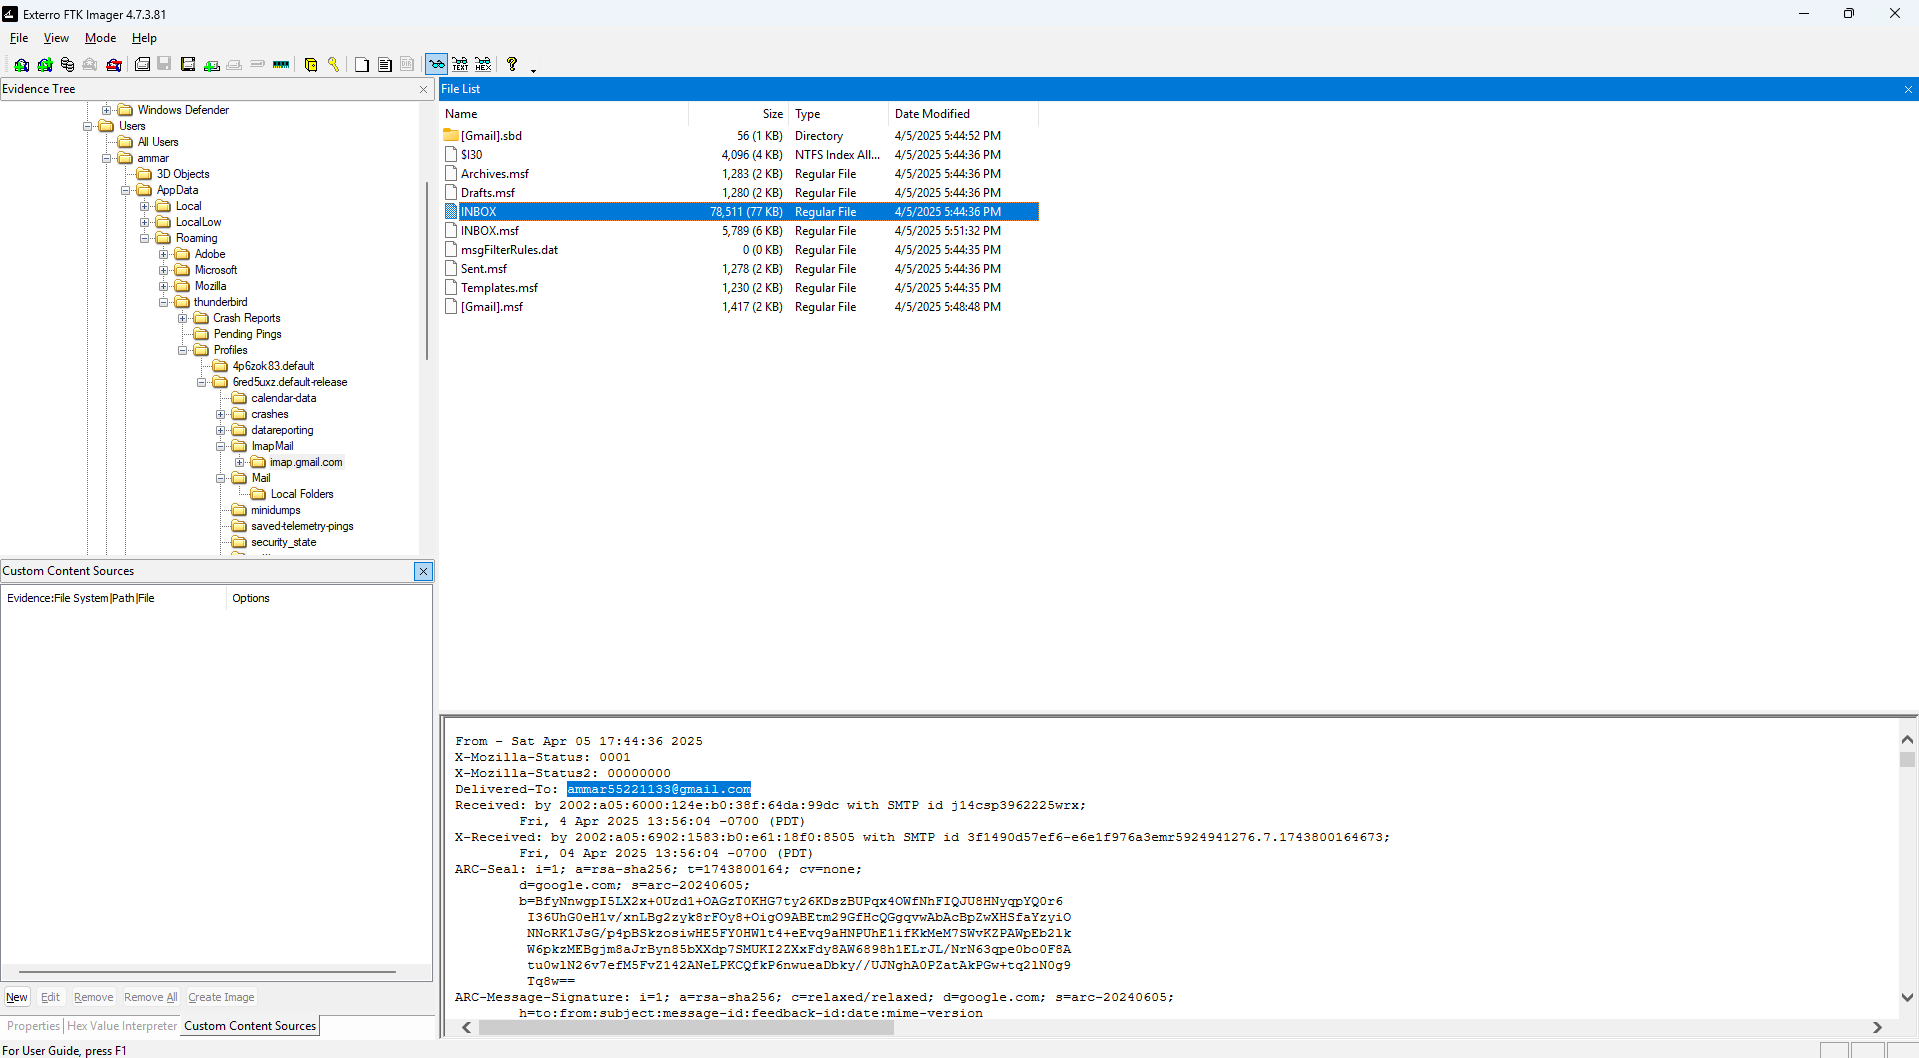 Exterro FTK Imager 4.7.3.81
File View Mode Help
Evidence Tree
Windows Defender
Users
All Users
ammar
3D Objects
AppData
Local
LocalLow
Roaming
Adobe
Microsoft
Mozilla
thunderbird
Crash Reports
Pending Pings
Profiles
4p6zok83.default
6red5uxz.default-release
calendar-data
crashes
datareporting
ImapMail
imap.gmail.com
Mail
Local Folders
minidumps
saved-telemetry-pings
security_state
Custom Content Sources
Evidence:File System|Path|File Options
New Edit Remove Remove All Create Image
Properties Hex Value Interpreter Custom Content Sources
File List
Name Size Type Date Modified
[Gmail].sbd 56 (1 KB) Directory 4/5/2025 5:44:52 PM
$I30 4,096 (4 KB) NTFS Index All... 4/5/2025 5:44:36 PM
Archives.msf 1,283 (2 KB) Regular File 4/5/2025 5:44:36 PM
Drafts.msf 1,280 (2 KB) Regular File 4/5/2025 5:44:36 PM
INBOX 78,511 (77 KB) Regular File 4/5/2025 5:44:36 PM
INBOX.msf 5,789 (6 KB) Regular File 4/5/2025 5:51:32 PM
msgFilterRules.dat 0 (0 KB) Regular File 4/5/2025 5:44:35 PM
Sent.msf 1,278 (2 KB) Regular File 4/5/2025 5:44:36 PM
Templates.msf 1,230 (2 KB) Regular File 4/5/2025 5:44:35 PM
[Gmail].msf 1,417 (2 KB) Regular File 4/5/2025 5:48:48 PM
From - Sat Apr 05 17:44:36 2025
X-Mozilla-Status: 0001
X-Mozilla-Status2: 00000000
Delivered-To: ammar55221133@gmail.com
Received: by 2002:a05:6000:124e:b0:38f:64da:99dc with SMTP id j14csp3962225wrx;
Fri, 4 Apr 2025 13:56:04 -0700 (PDT)
X-Received: by 2002:a05:6902:1583:b0:e61:18f0:8505 with SMTP id 3f1490d57ef6-e6e1f976a3emr5924941276.7.1743800164673;
Fri, 04 Apr 2025 13:56:04 -0700 (PDT)
ARC-Seal: i=1; a=rsa-sha256; t=1743800164; cv=none;
d=google.com; s=arc-20240605;
b=BfyNnwgpI5LX2x+0Uzd1+OAGzT0KHG7ty26KDszBUPqx4OWfNhFIQJU8HNyqpYQ0r6
I36UhG0eH1v/xnLBg2zyk8rFOy8+OigO9ABEtm29GfHcQGgqvwAbAcBpZwXHSfaYzyiO
NNoRK1JsG/p4pBSkzosiwHE5FY0HWlt4+eEvq9aHNPUhE1ifKkMeM7SWvKZPAWpEb2lk
W6pkzMEBgjm8aJrByn85bXXdp7SMUKI2ZXxFdy8AW6898h1ELrJL/NrN63qpe0bo0F8A
tu0wlN26v7efM5FvZ142ANeLPKCQfkP6nwueaDbky//UJNghA0PZatAkPGw+tq2lN0g9
Tq8w==
ARC-Message-Signature: i=1; a=rsa-sha256; c=relaxed/relaxed; d=google.com; s=arc-20240605;
h=to:from:subject:message-id:feedback-id:date:mime-version
For User Guide, press F1